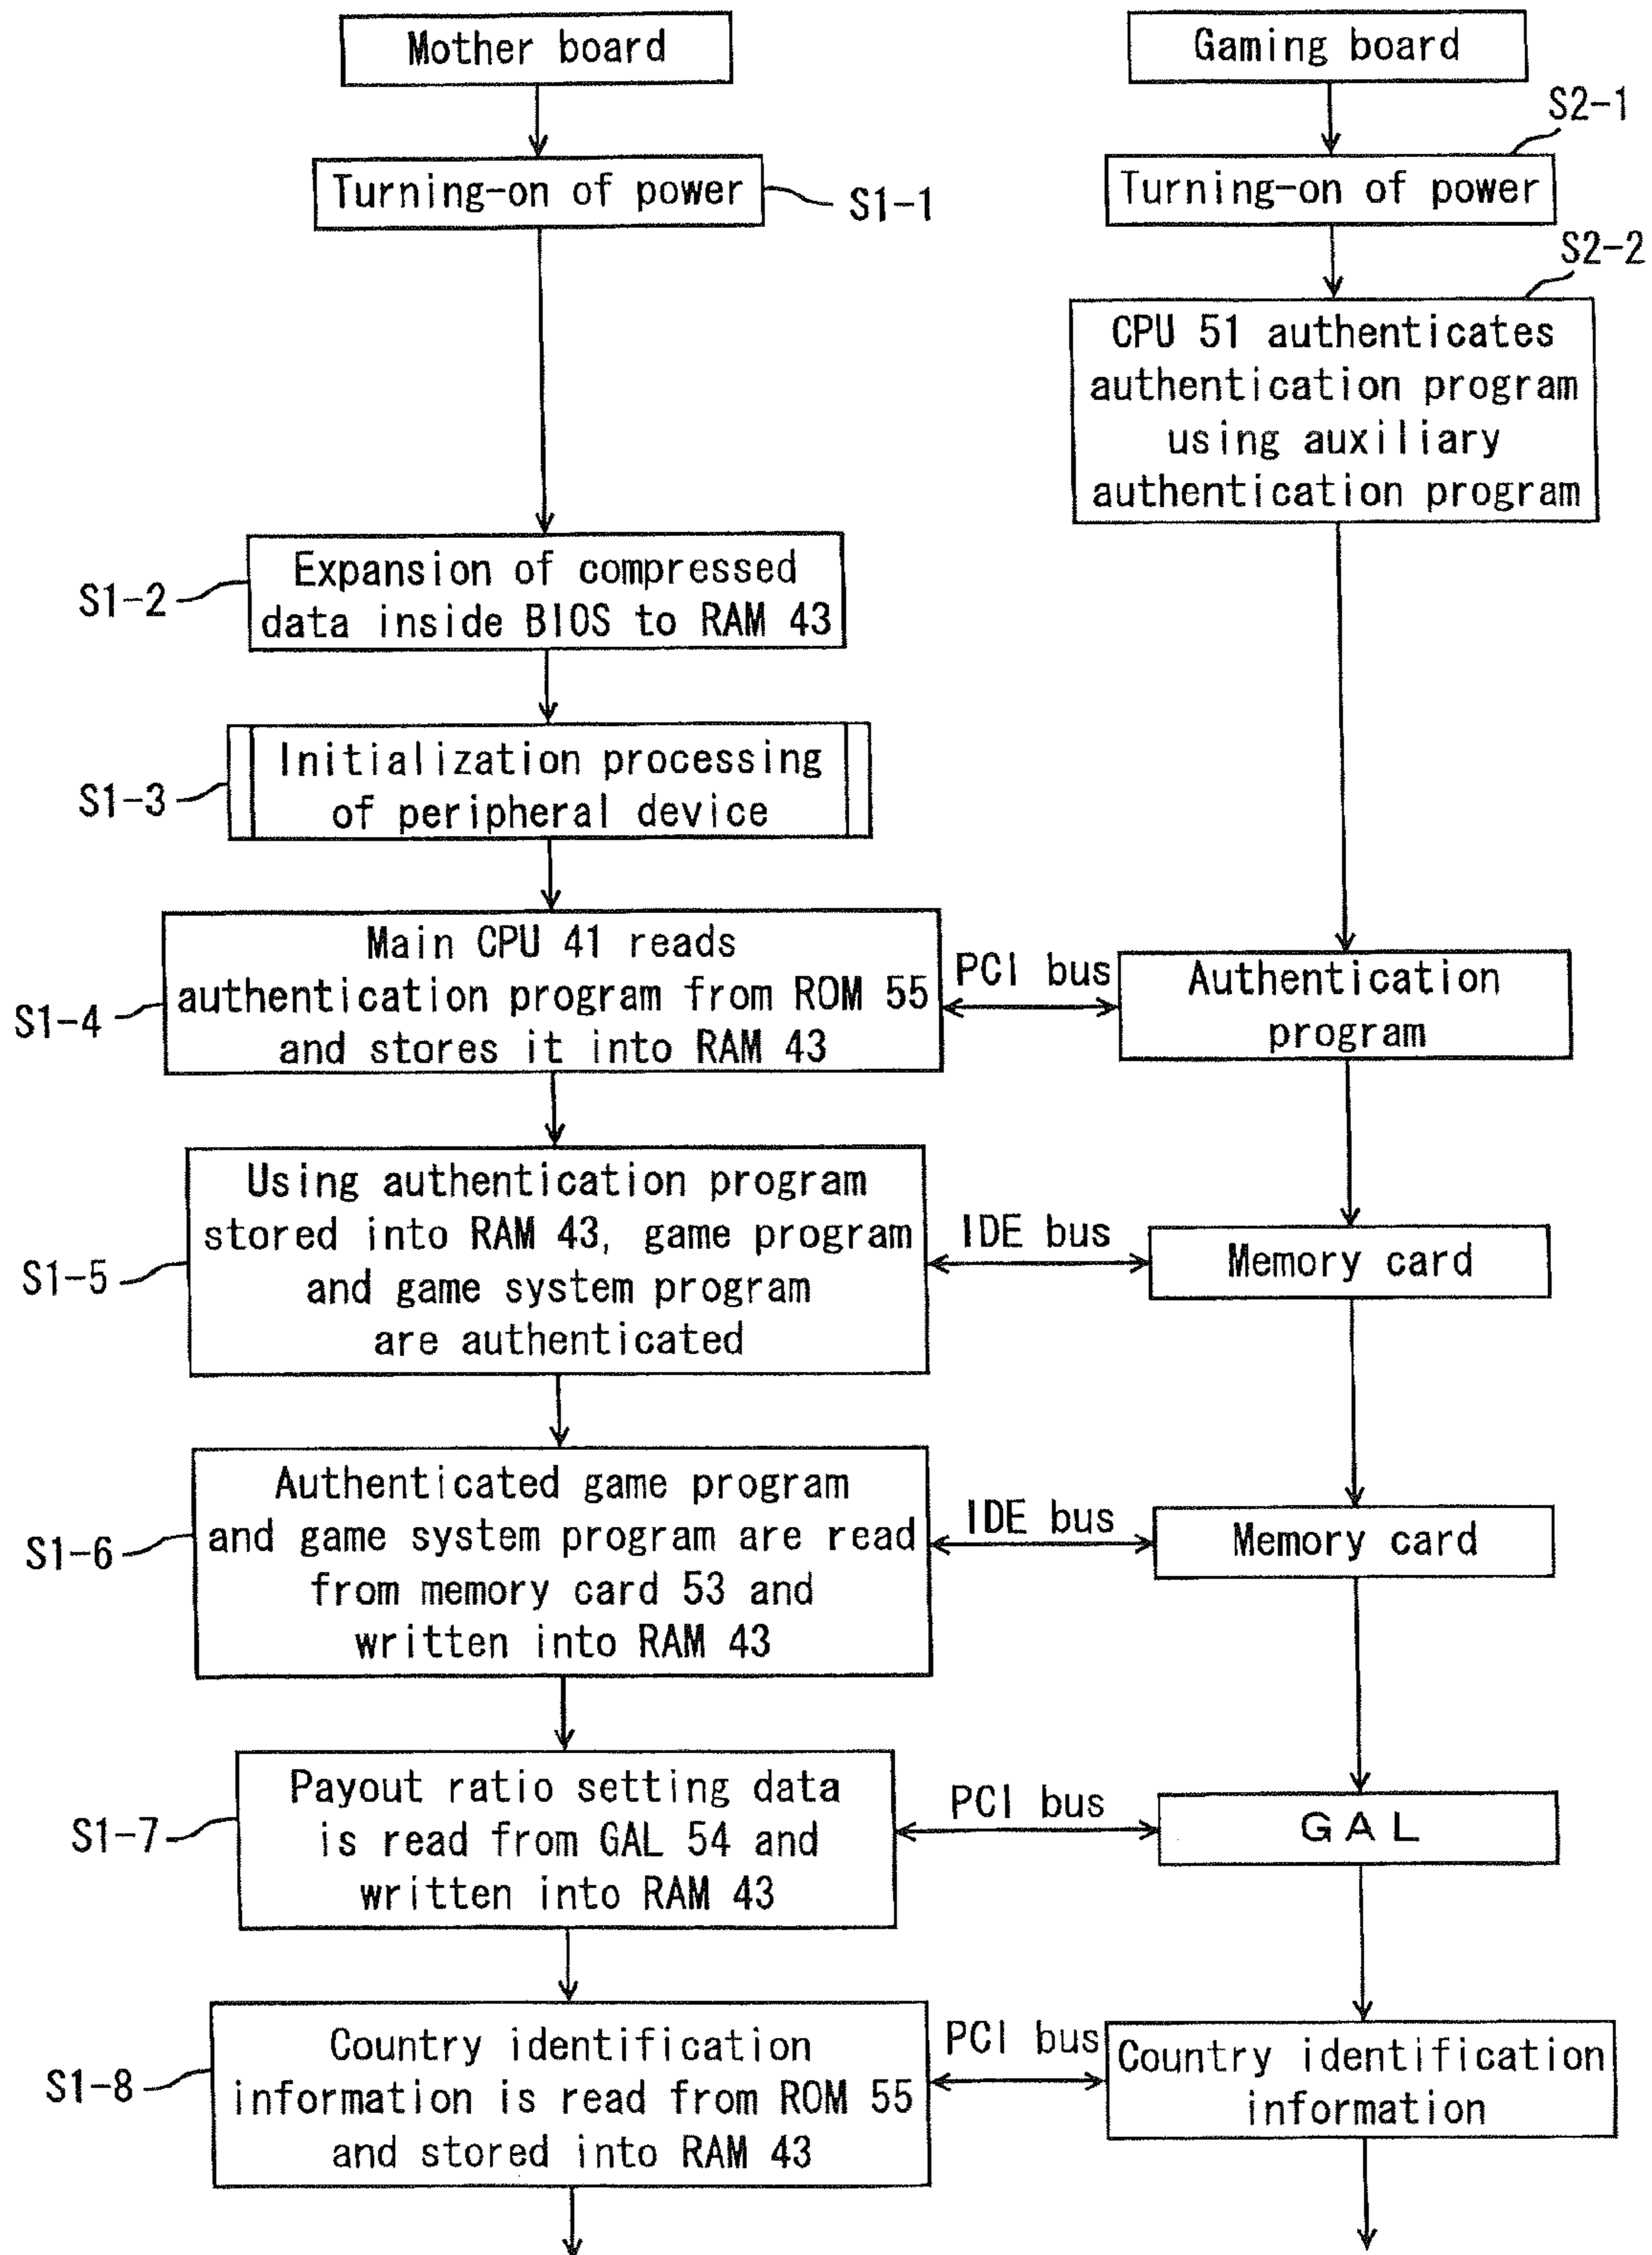 Mother board
Gaming board
S2-1
Turning-on of power
S1-1
Turning-on of power
S2-2
CPU 51 authenticates
authentication program
using auxiliary
authentication program
S1-2
Expansion of compressed
data inside BIOS to RAM 43
S1-3
Initialization processing
of peripheral device
S1-4
Main CPU 41 reads
authentication program from ROM 55
and stores it into RAM 43
PCI bus
Authentication
program
S1-5
Using authentication program
stored into RAM 43, game program
and game system program
are authenticated
IDE bus
Memory card
S1-6
Authenticated game program
and game system program are read
from memory card 53 and
written into RAM 43
IDE bus
Memory card
S1-7
Payout ratio setting data
is read from GAL 54 and
written into RAM 43
PCI bus
GAL
S1-8
Country identification
information is read from ROM 55
and stored into RAM 43
PCI bus
Country identification
information